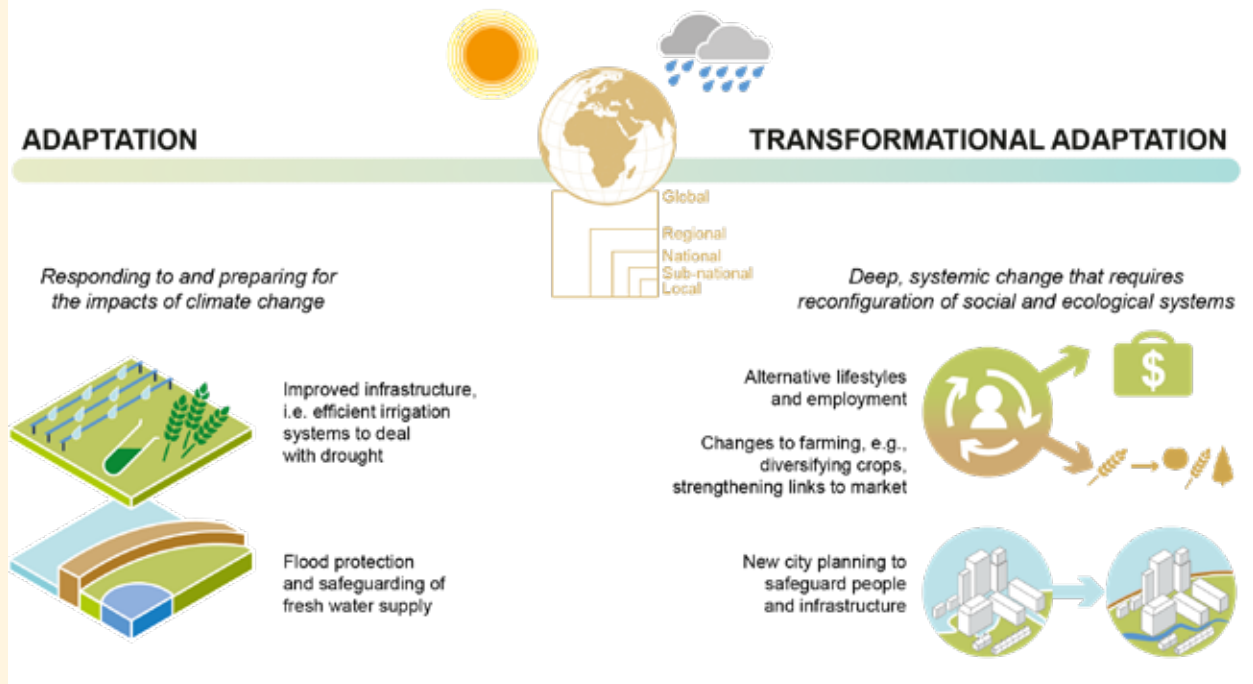 ADAPTATION
TRANSFORMATIONAL ADAPTATION
Global
Regional
National
Sub-national
Local
Responding to and preparing for
the impacts of climate change
Deep, systemic change that requires
reconfiguration of social and ecological systems
Improved infrastructure,
i.e. efficient irrigation
systems to deal
with drought
Flood protection
and safeguarding of
fresh water supply
Alternative lifestyles
and employment
$
Changes to farming, e.g.,
diversifying crops,
strengthening links to market
New city planning to
safeguard people
and infrastructure